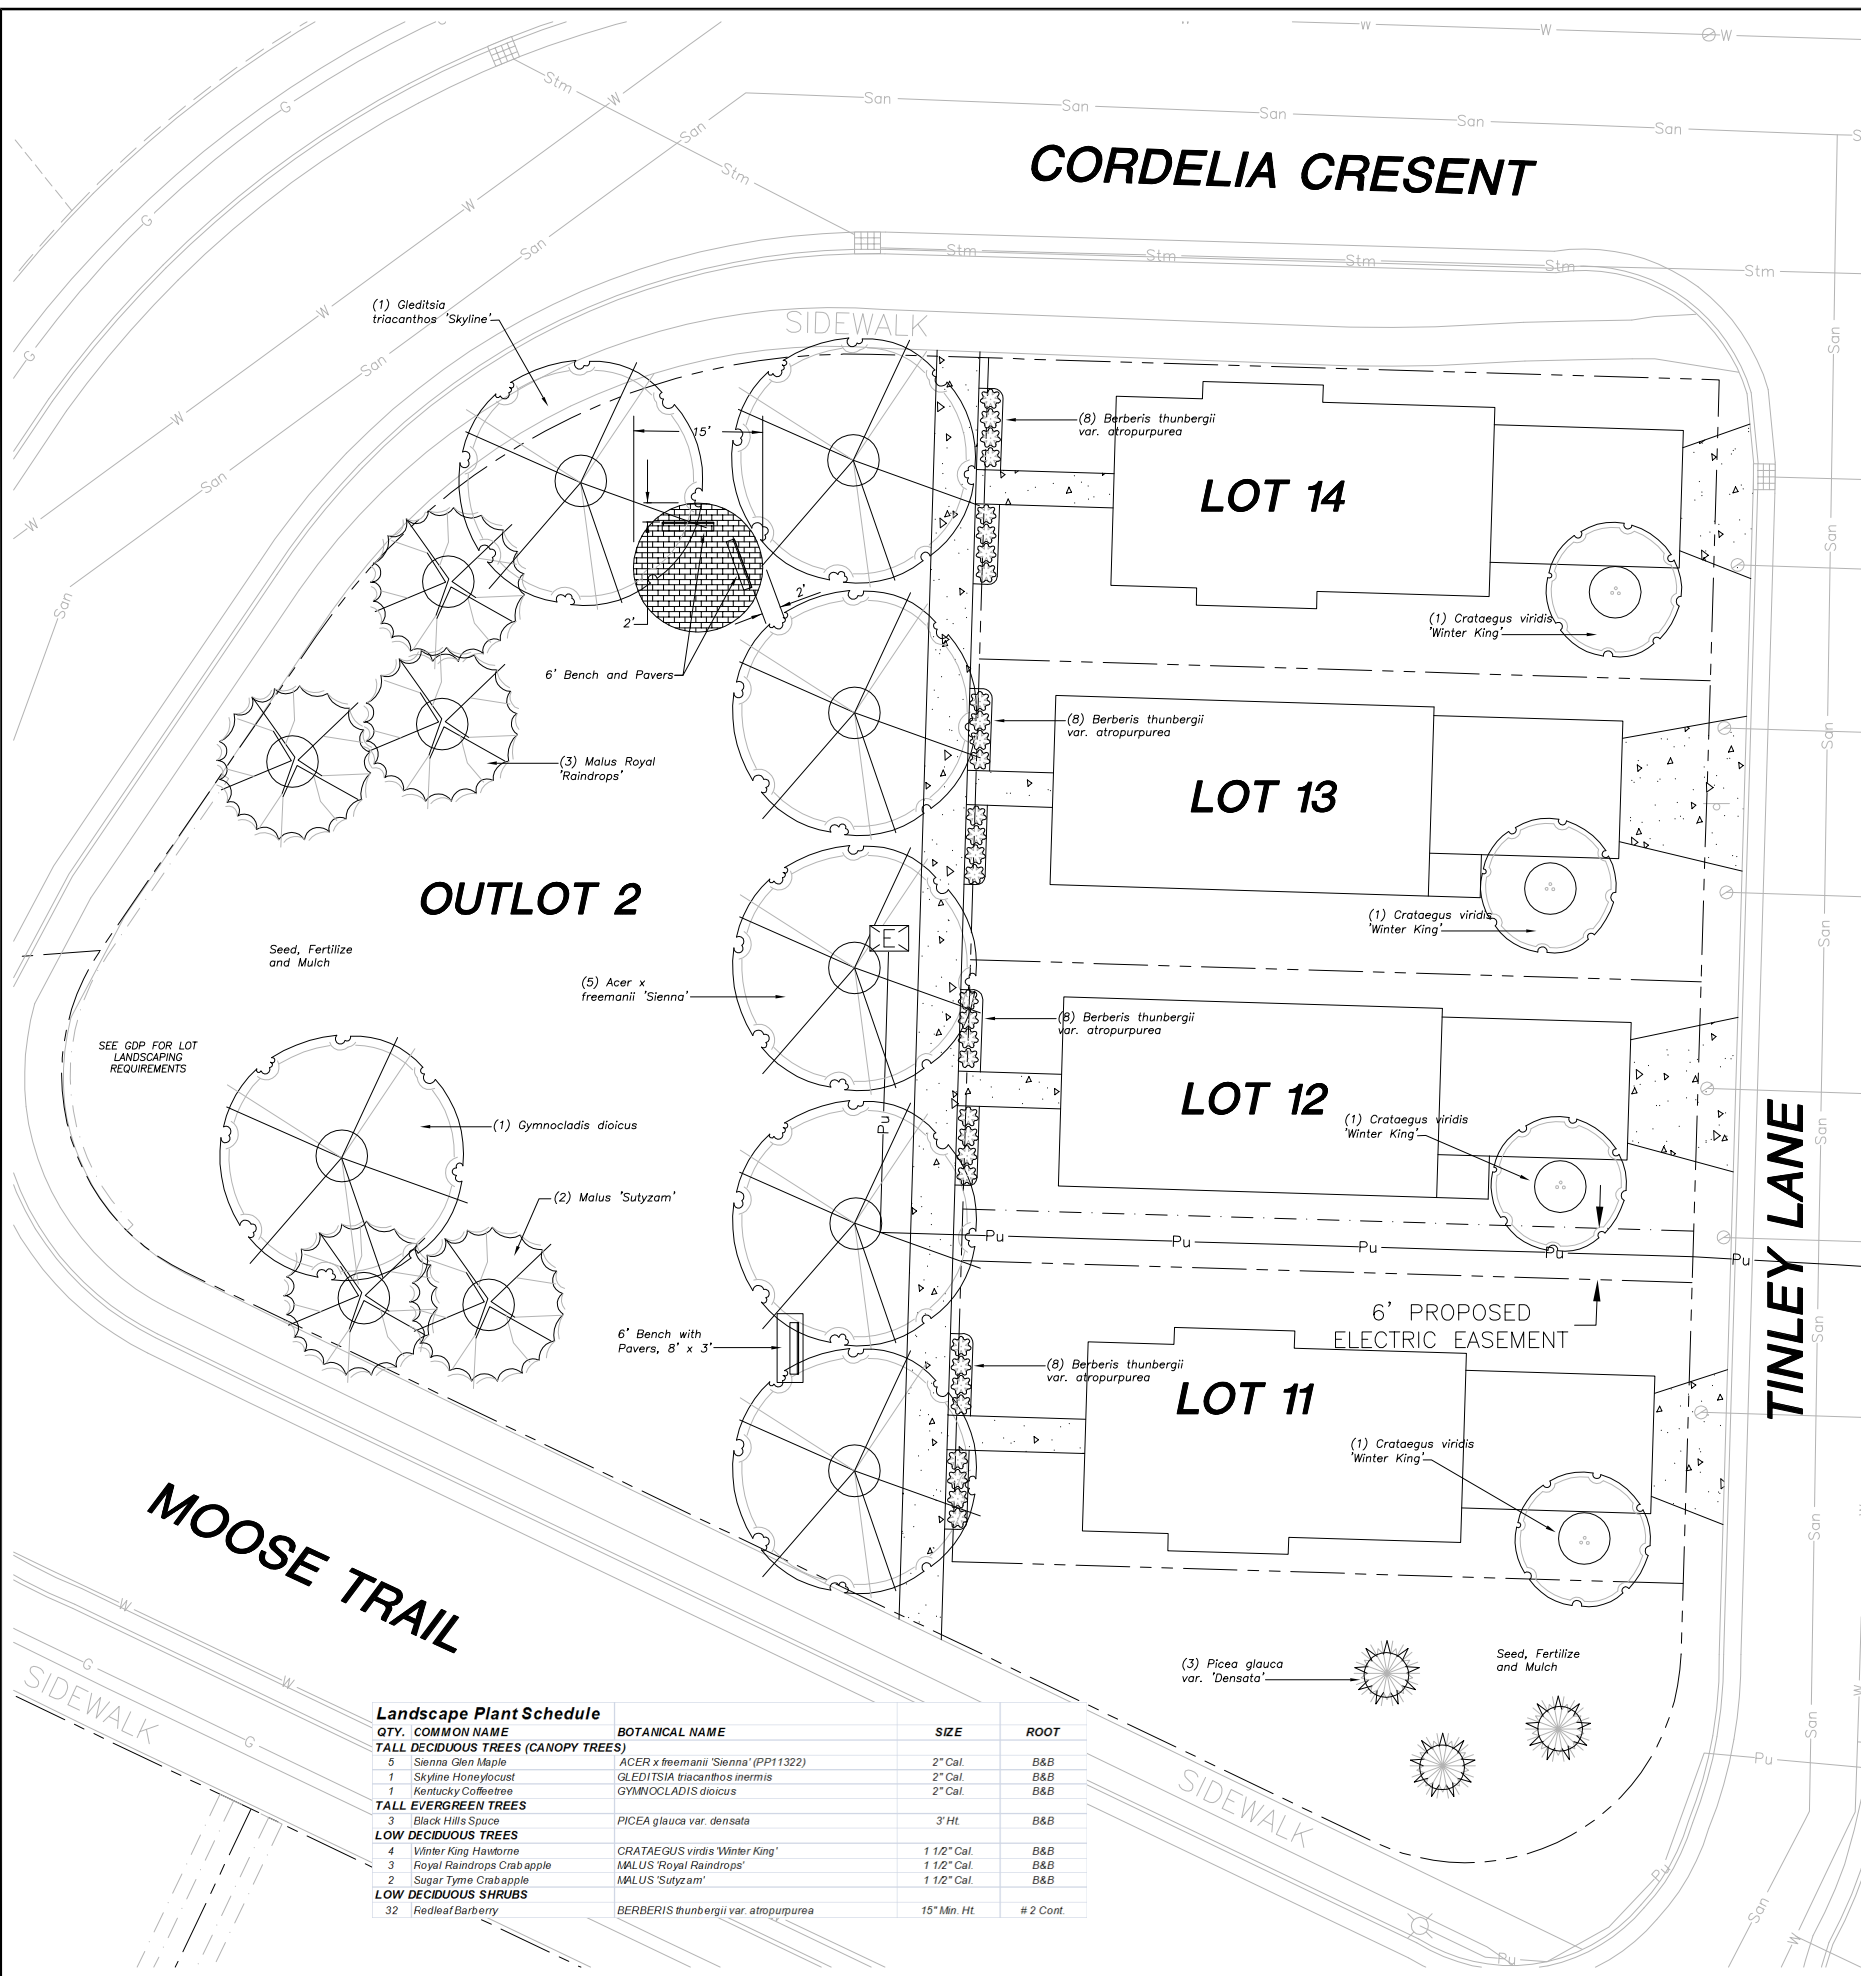 CORDELIA CRESENT
SIDEWALK
(1) Gleditsia
triacanthos 'Skyline'
15'
2'
2'
6' Bench and Pavers
(3) Malus Royal
'Raindrops'
OUTLOT 2
Seed, Fertilize
and Mulch
SEE GDP FOR LOT
LANDSCAPING
REQUIREMENTS
(5) Acer x
freemanii 'Sienna'
E
Pu
(1) Gymnocladis dioicus
(2) Malus 'Sutyzam'
6' Bench with
Pavers, 8' x 3'
(8) Berberis thunbergii
var. atropurpurea
LOT 14
(1) Crataegus viridis
'Winter King'
(8) Berberis thunbergii
var. atropurpurea
LOT 13
(1) Crataegus viridis
'Winter King'
(8) Berberis thunbergii
var. atropurpurea
LOT 12
(1) Crataegus viridis
'Winter King'
Pu Pu Pu Pu Pu
6' PROPOSED
ELECTRIC EASEMENT
(8) Berberis thunbergii
var. atropurpurea
LOT 11
(1) Crataegus viridis
'Winter King'
TINLEY LANE
MOOSE TRAIL
SIDEWALK
(3) Picea glauca
var. 'Densata'
Seed, Fertilize
and Mulch
SIDEWALK
Landscape Plant Schedule
QTY. COMMON NAME BOTANICAL NAME SIZE ROOT
TALL DECIDUOUS TREES (CANOPY TREES)
5 Sienna Glen Maple ACER x freemanii 'Sienna' (PP11322) 2" Cal. B&B
1 Skyline Honeylocust GLEDITSIA triacanthos inermis 2" Cal. B&B
1 Kentucky Coffeetree GYMNOCLADIS dioicus 2" Cal. B&B
TALL EVERGREEN TREES
3 Black Hills Spuce PICEA glauca var. densata 3' Ht. B&B
LOW DECIDUOUS TREES
4 Winter King Hawtorne CRATAEGUS virdis 'Winter King' 1 1/2" Cal. B&B
3 Royal Raindrops Crabapple MALUS 'Royal Raindrops' 1 1/2" Cal. B&B
2 Sugar Tyme Crabapple MALUS 'Sutyzam' 1 1/2" Cal. B&B
LOW DECIDUOUS SHRUBS
32 Redleaf Barberry BERBERIS thunbergii var. atropurpurea 15" Min. Ht. # 2 Cont.